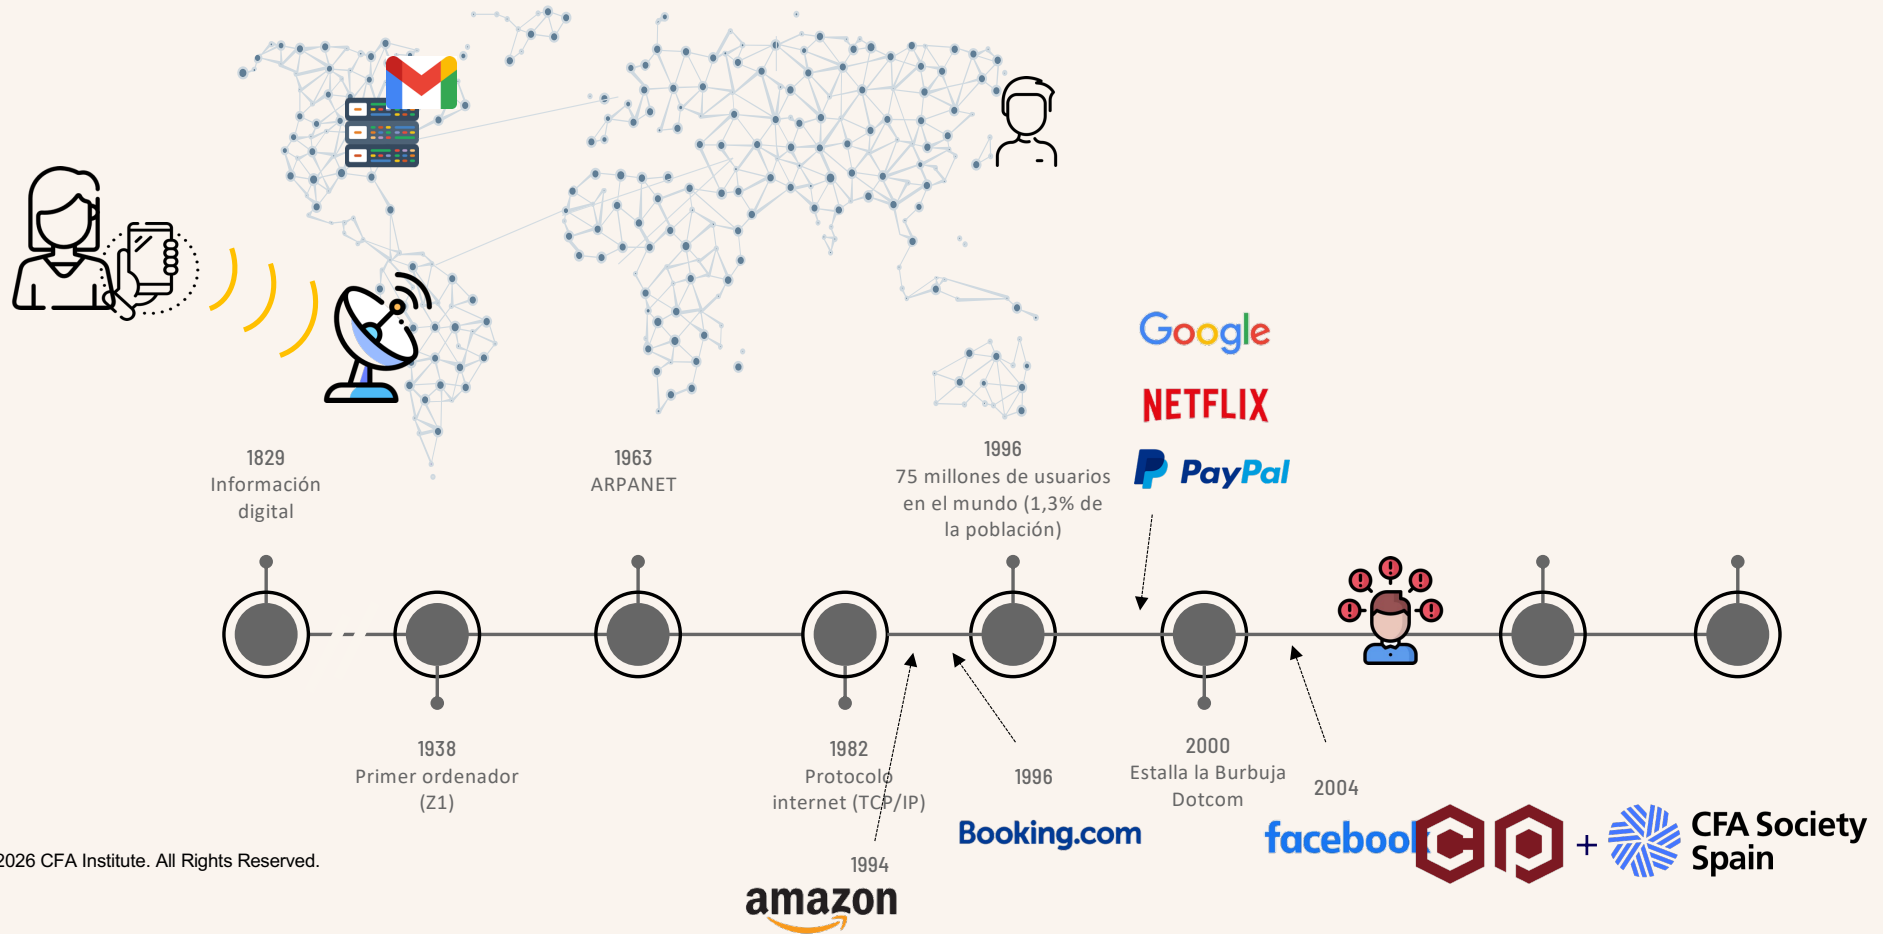 Google
NETFLIX
PayPal
1829
Información
digital
1963
ARPANET
1996
75 millones de usuarios
en el mundo (1,3% de
la población)
1938
Primer ordenador
(Z1)
1982
Protocolo
internet (TCP/IP)
1994
amazon
1996
Booking.com
2000
Estalla la Burbuja
Dotcom
2004
facebook
+
CFA Society
Spain
2026 CFA Institute. All Rights Reserved.